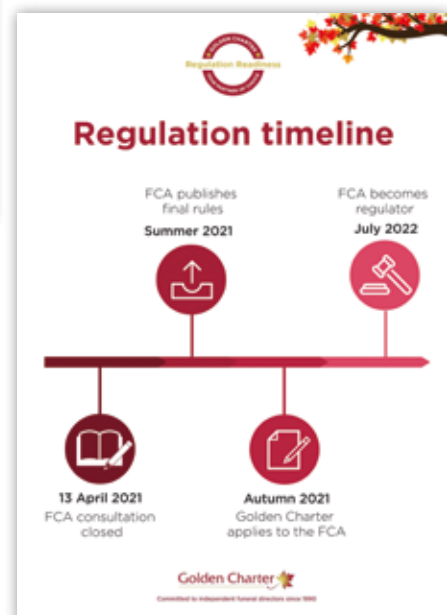 GOLDEN CHARTER
Regulation Readiness
Regulation timeline
FCA publishes
final rules
Summer 2021
FCA becomes
regulator
July 2022
13 April 2021
FCA consultation
closed
Autumn 2021
Golden Charter
applies to the FCA
Golden Charter
Committed to independent funeral directors since 1990